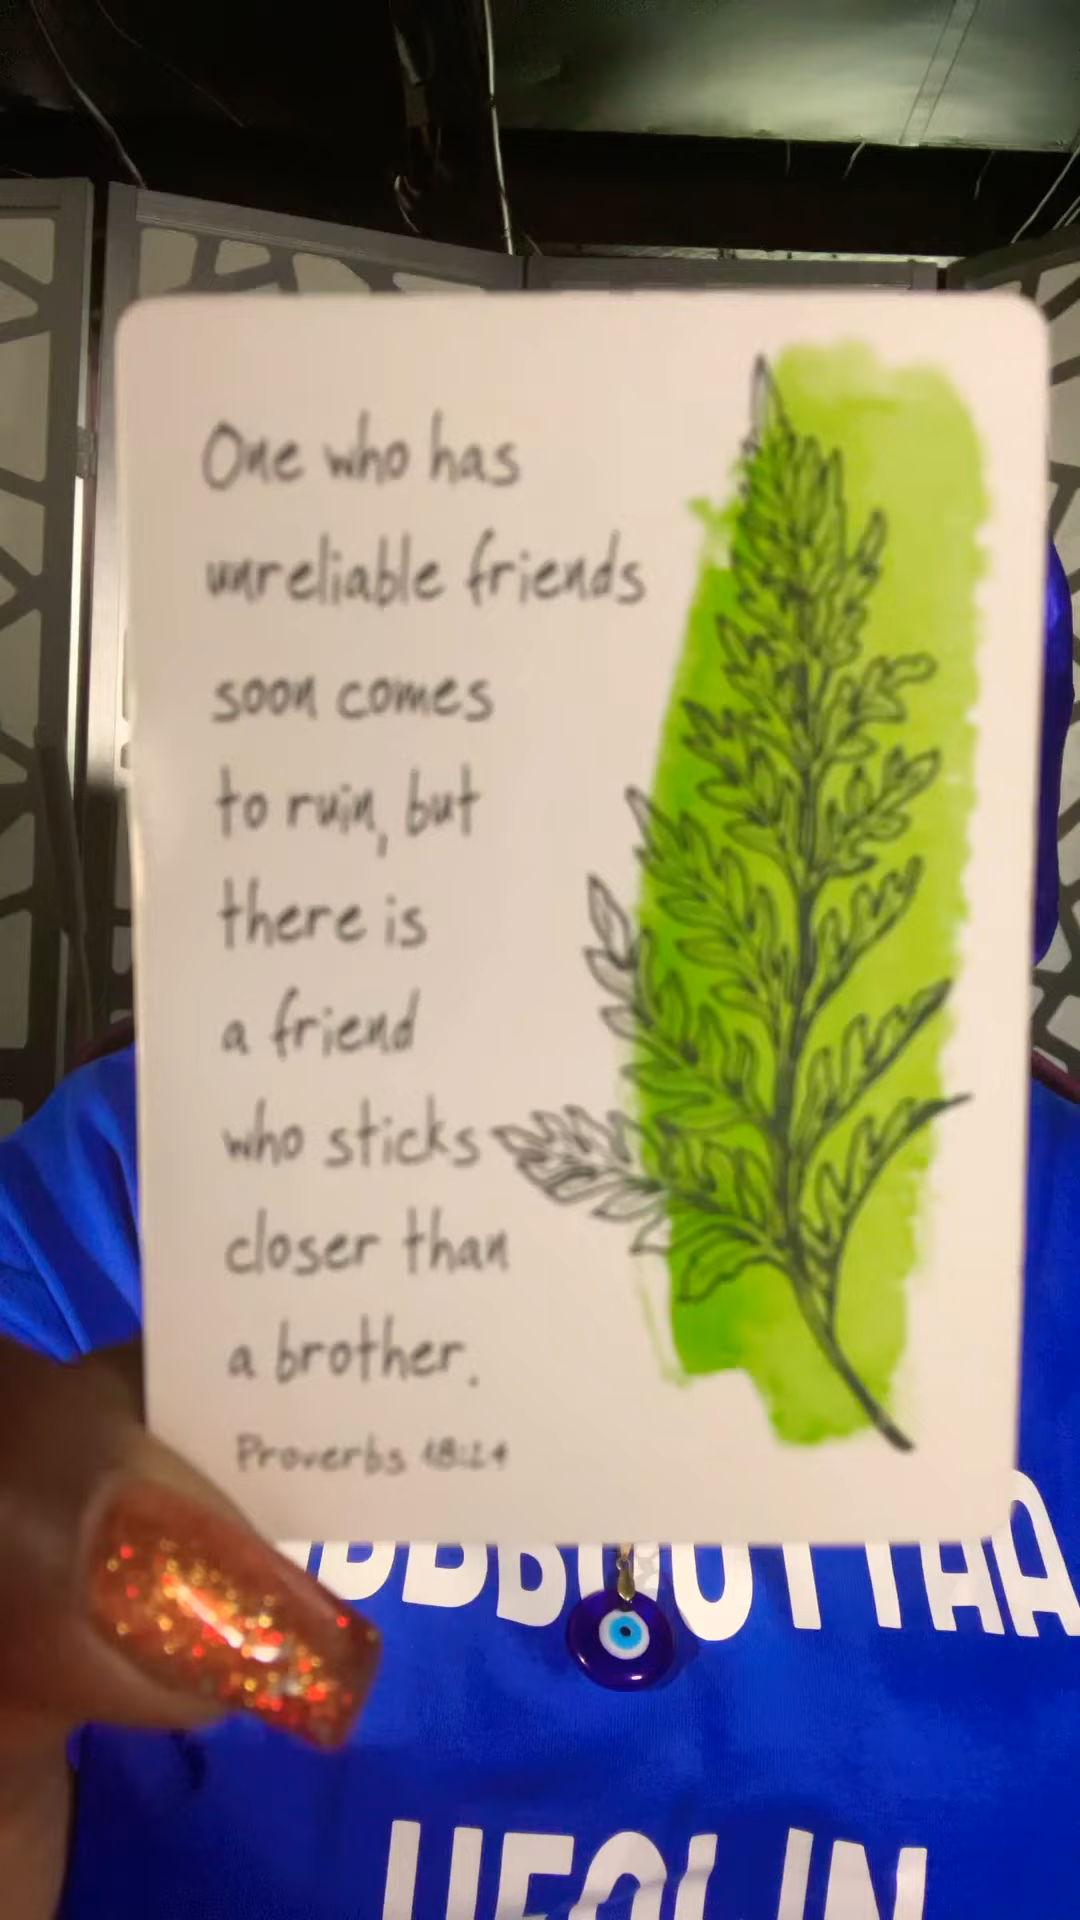 One who has
unreliable friends
soon comes
to ruin, but
there is
a friend
who sticks
closer than
a brother.
Proverbs 18:24